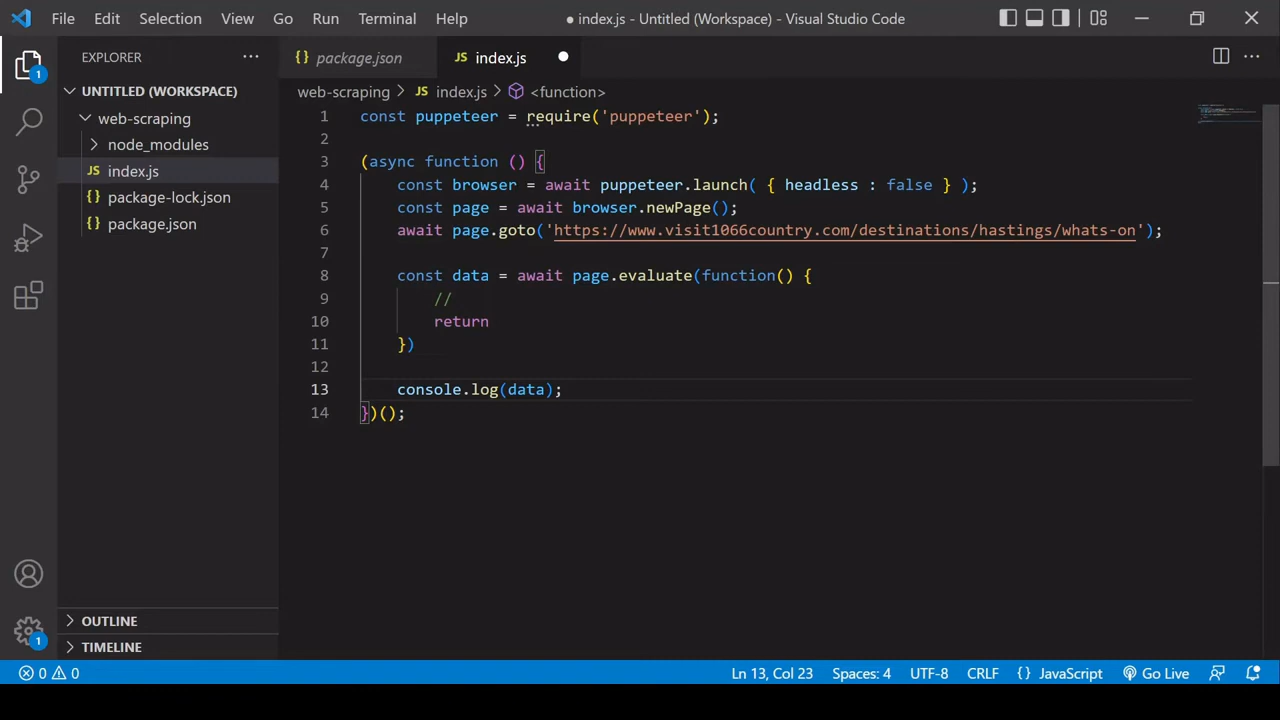 File Edit Selection View Go Run Terminal Help
● index.js - Untitled (Workspace) - Visual Studio Code
1
EXPLORER
UNTITLED (WORKSPACE)
web-scraping
node_modules
JS index.js
{} package-lock.json
{} package.json
OUTLINE
TIMELINE
1
{} package.json
JS index.js
web-scraping > JS index.js > <function>
1 const puppeteer = require('puppeteer');
2
3 (async function () {
4 const browser = await puppeteer.launch( { headless : false } );
5 const page = await browser.newPage();
6 await page.goto('https://www.visit1066country.com/destinations/hastings/whats-on');
7
8 const data = await page.evaluate(function() {
9 //
10 return
11 })
12
13 console.log(data);
14 })();
0 0
Ln 13, Col 23 Spaces: 4 UTF-8 CRLF {} JavaScript Go Live